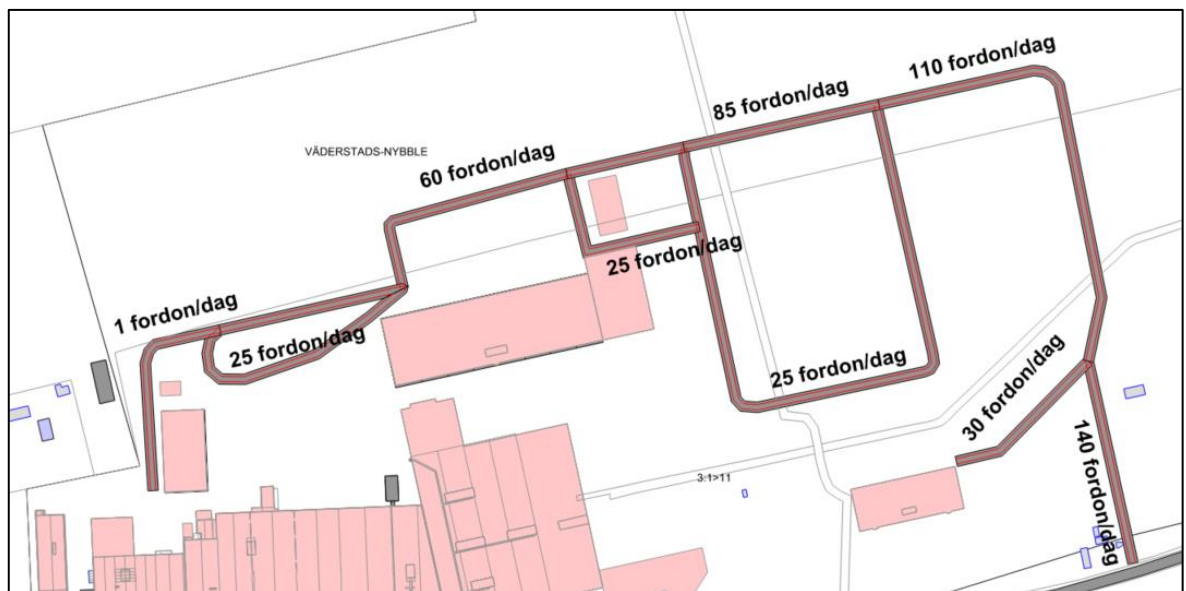 110 fordon/dag
85 fordon/dag
VÄDERSTADS-NYBBLE
60 fordon/dag
25 fordon/dag
1 fordon/dag
25 fordon/dag
25 fordon/dag
30 fordon/dag
140 fordon/dag
3:1>11